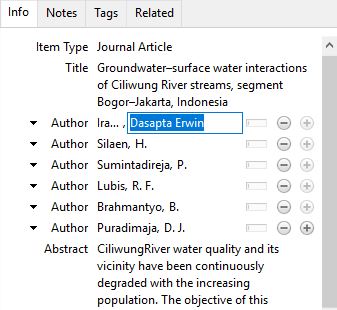 Info Notes Tags Related
Item Type Journal Article
Title Groundwater–surface water interactions
of Ciliwung River streams, segment
Bogor–Jakarta, Indonesia
Author Ira... , Dasapta Erwin
Author Silaen, H.
Author Sumintadireja, P.
Author Lubis, R. F.
Author Brahmantyo, B.
Author Puradimaja, D. J.
Abstract CiliwungRiver water quality and its
vicinity have been continuously
degraded with the increasing
population. The objective of this